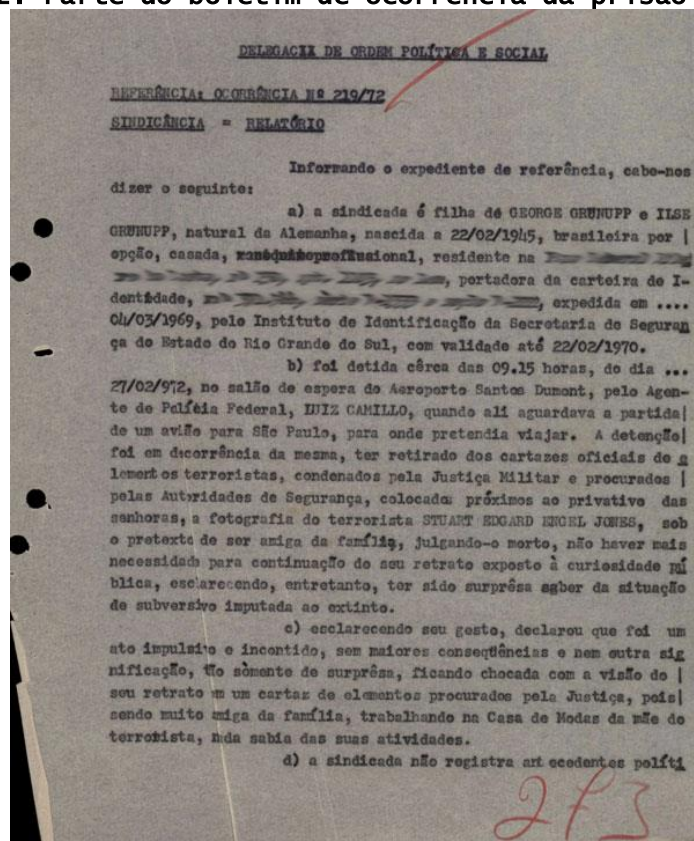 Parte do boletim de ocorrência da prisão
DELEGACIA DE ORDEM POLÍTICA E SOCIAL
REFERÊNCIA: OCORRÊNCIA Nº 219/72
SINDICÂNCIA = RELATÓRIO
Informando o expediente de referência, cabe-nos
dizer o seguinte:
a) a sindicada é filha de GEORGE GRUNUPP e ILSE
GRUNUPP, natural da Alemanha, nascida a 22/02/1945, brasileira por |
opção, casada, manequim profissional, residente na
, portadora da carteira de I-
dentidade, , expedida em ....
04/03/1969, pelo Instituto de Identificação da Secretaria de Seguran
ça do Estado do Rio Grande do Sul, com validade até 22/02/1970.
b) foi detida cêrca das 09.15 horas, do dia ...
27/02/972, no salão de espera do Aeroporto Santos Dumont, pelo Agen-
te de Polítia Federal, LUIZ CAMILLO, quando ali aguardava a partida|
de um avião para São Paulo, para onde pretendia viajar. A detenção|
foi em decorrência da mesma, ter retirado dos cartazes oficiais de e
lementos terroristas, condenados pela Justiça Militar e procurados |
pelas Autoridades de Segurança, colocados próximos ao privativo das
senhoras, a fotografia do terrorista STUART EDGARD ENGEL JONES, sob
o pretexto de ser amiga da família, julgando-o morto, não haver mais
necessidade para continuação do seu retrato exposto à curiosidade pú
blica, esclarecendo, entretanto, ter sido surprêsa saber da situação
de subversivo imputada ao extinto.
c) esclarecendo seu gesto, declarou que foi um
ato impulsivo e incontido, sem maiores conseqüências e nem outra sig
nificação, tão sòmente de surprêsa, ficando chocada com a visão do |
seu retrato em um cartaz de elementos procurados pela Justiça, pois|
sendo muito amiga da família, trabalhando na Casa de Modas da mãe do
terrorista, nada sabia das suas atividades.
d) a sindicada não registra antecedentes políti
273